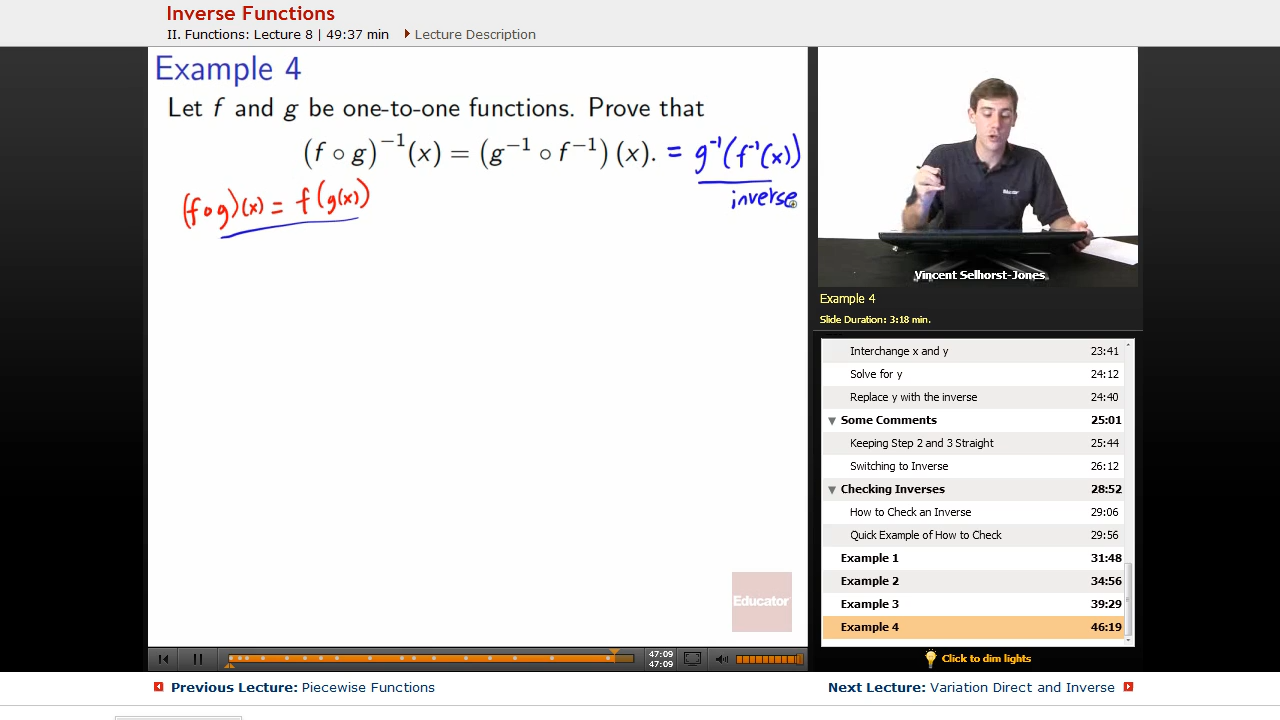 Inverse Functions
II. Functions: Lecture 8 | 49:37 min
Lecture Description
Example 4
Let f and g be one-to-one functions. Prove that
(f ∘ g)⁻¹(x) = (g⁻¹ ∘ f⁻¹) (x). = g⁻¹(f⁻¹(x))
inverse
(f∘g)(x) = f(g(x))
Educator
Vincent Selhorst-Jones
Example 4
Slide Duration: 3:18 min.
Interchange x and y 23:41
Solve for y 24:12
Replace y with the inverse 24:40
Some Comments 25:01
Keeping Step 2 and 3 Straight 25:44
Switching to Inverse 26:12
Checking Inverses 28:52
How to Check an Inverse 29:06
Quick Example of How to Check 29:56
Example 1 31:48
Example 2 34:56
Example 3 39:29
Example 4 46:19
47:09
47:09
Click to dim lights
Previous Lecture: Piecewise Functions
Next Lecture: Variation Direct and Inverse